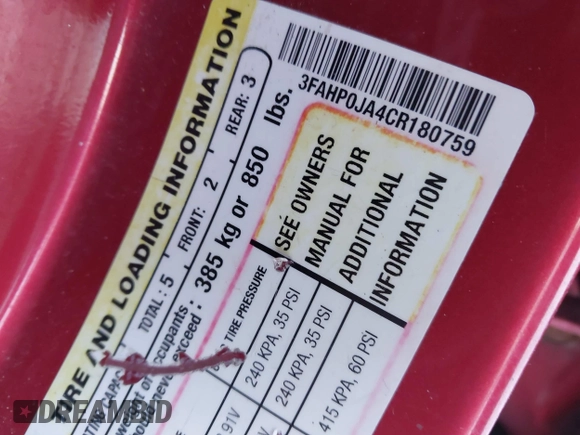 3FAHP0JA4CR180759
TIRE AND LOADING INFORMATION
TOTAL: 5 FRONT: 2 REAR: 3
385 kg or 850 lbs.
TIRE PRESSURE
SEE OWNERS
MANUAL FOR
ADDITIONAL
INFORMATION
240 KPA, 35 PSI
240 KPA, 35 PSI
415 KPA, 60 PSI
91V
DREAMBID